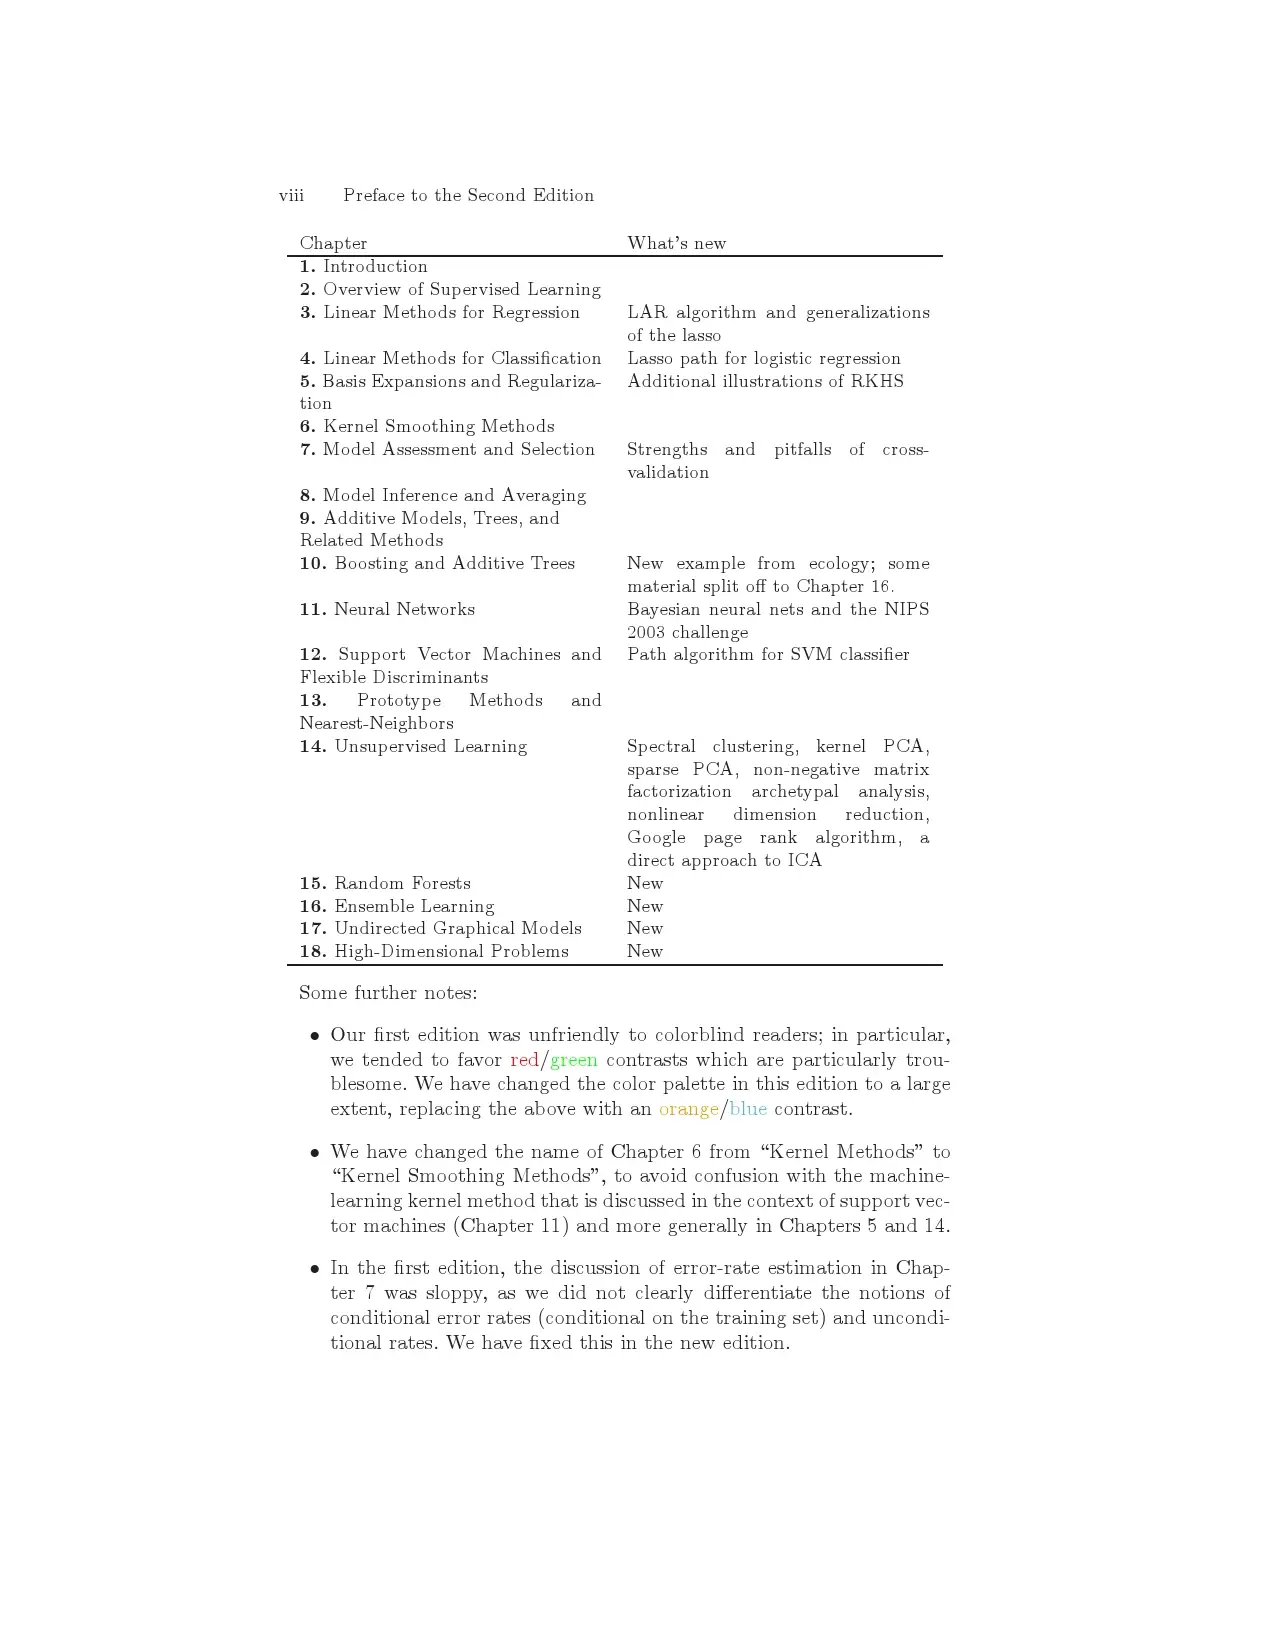 viii Preface to the Second Edition
Chapter What's new
1. Introduction
2. Overview of Supervised Learning
3. Linear Methods for Regression LAR algorithm and generalizations
of the lasso
4. Linear Methods for Classification Lasso path for logistic regression
5. Basis Expansions and Regulariza- Additional illustrations of RKHS
tion
6. Kernel Smoothing Methods
7. Model Assessment and Selection Strengths and pitfalls of cross-
validation
8. Model Inference and Averaging
9. Additive Models, Trees, and
Related Methods
10. Boosting and Additive Trees New example from ecology; some
material split off to Chapter 16.
11. Neural Networks Bayesian neural nets and the NIPS
2003 challenge
12. Support Vector Machines and Path algorithm for SVM classifier
Flexible Discriminants
13. Prototype Methods and
Nearest-Neighbors
14. Unsupervised Learning Spectral clustering, kernel PCA,
sparse PCA, non-negative matrix
factorization archetypal analysis,
nonlinear dimension reduction,
Google page rank algorithm, a
direct approach to ICA
15. Random Forests New
16. Ensemble Learning New
17. Undirected Graphical Models New
18. High-Dimensional Problems New
Some further notes:
• Our first edition was unfriendly to colorblind readers; in particular,
we tended to favor red/green contrasts which are particularly trou-
blesome. We have changed the color palette in this edition to a large
extent, replacing the above with an orange/blue contrast.
• We have changed the name of Chapter 6 from “Kernel Methods” to
“Kernel Smoothing Methods”, to avoid confusion with the machine-
learning kernel method that is discussed in the context of support vec-
tor machines (Chapter 11) and more generally in Chapters 5 and 14.
• In the first edition, the discussion of error-rate estimation in Chap-
ter 7 was sloppy, as we did not clearly differentiate the notions of
conditional error rates (conditional on the training set) and uncondi-
tional rates. We have fixed this in the new edition.